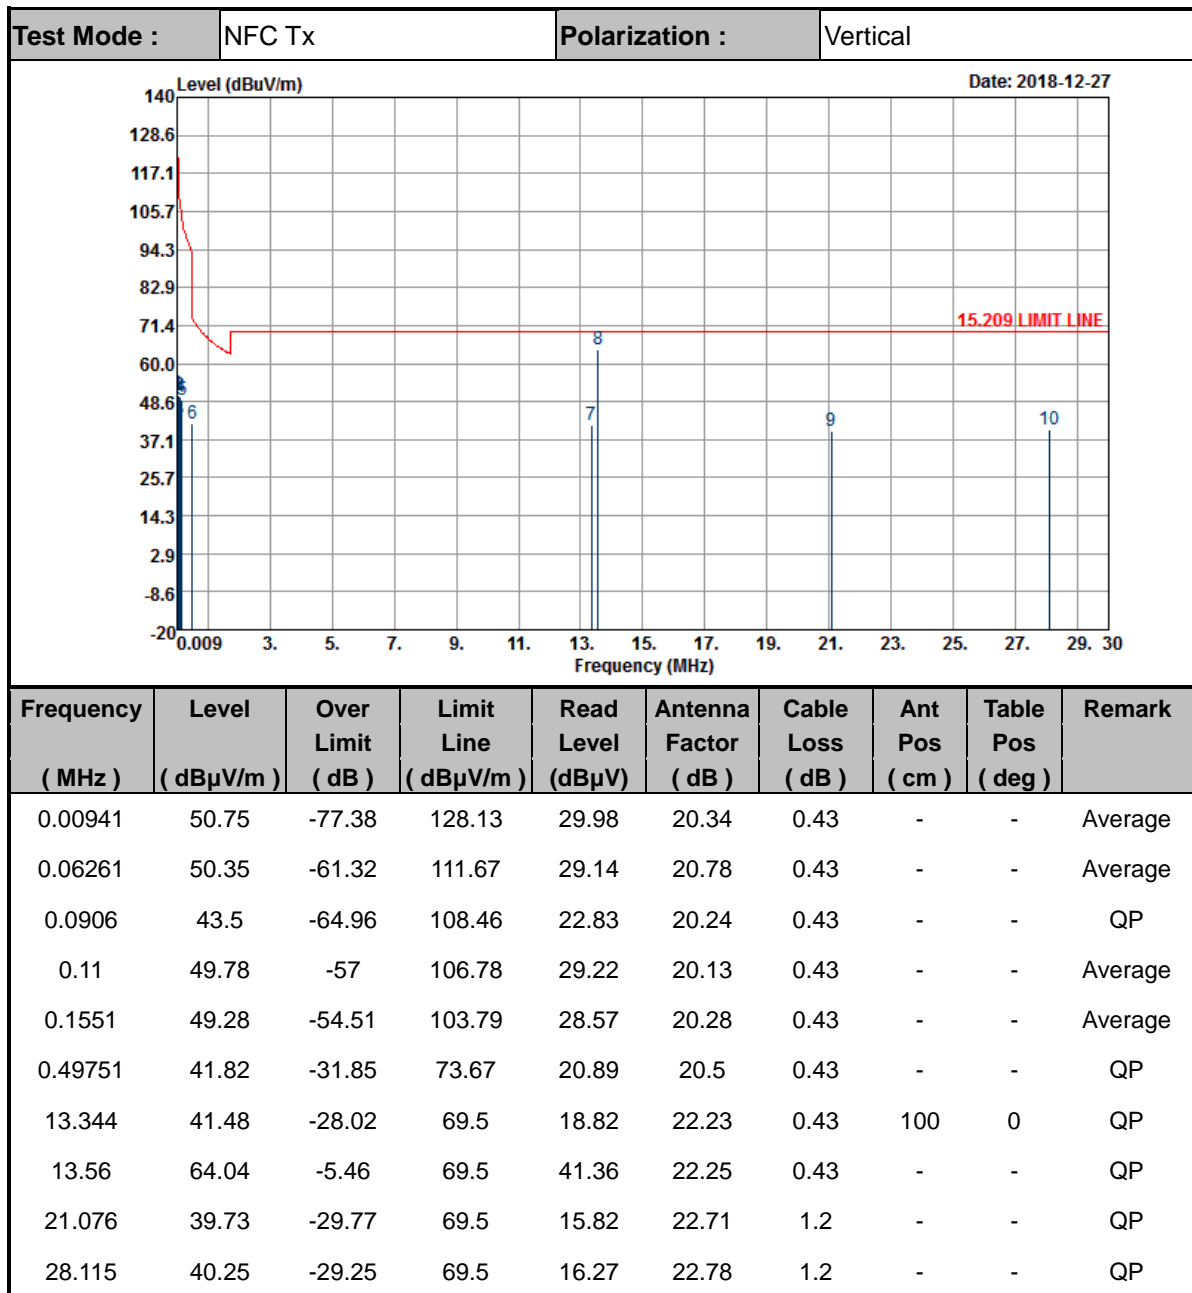 Test Mode : NFC Tx Polarization : Vertical
Level (dBuV/m) Date: 2018-12-27
140
128.6
117.1
105.7
94.3
82.9
71.4
60.0
48.6
37.1
25.7
14.3
2.9
-8.6
-20
15.209 LIMIT LINE
5
6
7
8
9
10
0.009 3. 5. 7. 9. 11. 13. 15. 17. 19. 21. 23. 25. 27. 29. 30
Frequency (MHz)
Frequency Level Over Limit Read Antenna Cable Ant Table Remark
Limit Line Level Factor Loss Pos Pos
( MHz ) ( dBµV/m ) ( dB ) ( dBµV/m ) (dBµV) ( dB ) ( dB ) ( cm ) ( deg )
0.00941 50.75 -77.38 128.13 29.98 20.34 0.43 - - Average
0.06261 50.35 -61.32 111.67 29.14 20.78 0.43 - - Average
0.0906 43.5 -64.96 108.46 22.83 20.24 0.43 - - QP
0.11 49.78 -57 106.78 29.22 20.13 0.43 - - Average
0.1551 49.28 -54.51 103.79 28.57 20.28 0.43 - - Average
0.49751 41.82 -31.85 73.67 20.89 20.5 0.43 - - QP
13.344 41.48 -28.02 69.5 18.82 22.23 0.43 100 0 QP
13.56 64.04 -5.46 69.5 41.36 22.25 0.43 - - QP
21.076 39.73 -29.77 69.5 15.82 22.71 1.2 - - QP
28.115 40.25 -29.25 69.5 16.27 22.78 1.2 - - QP